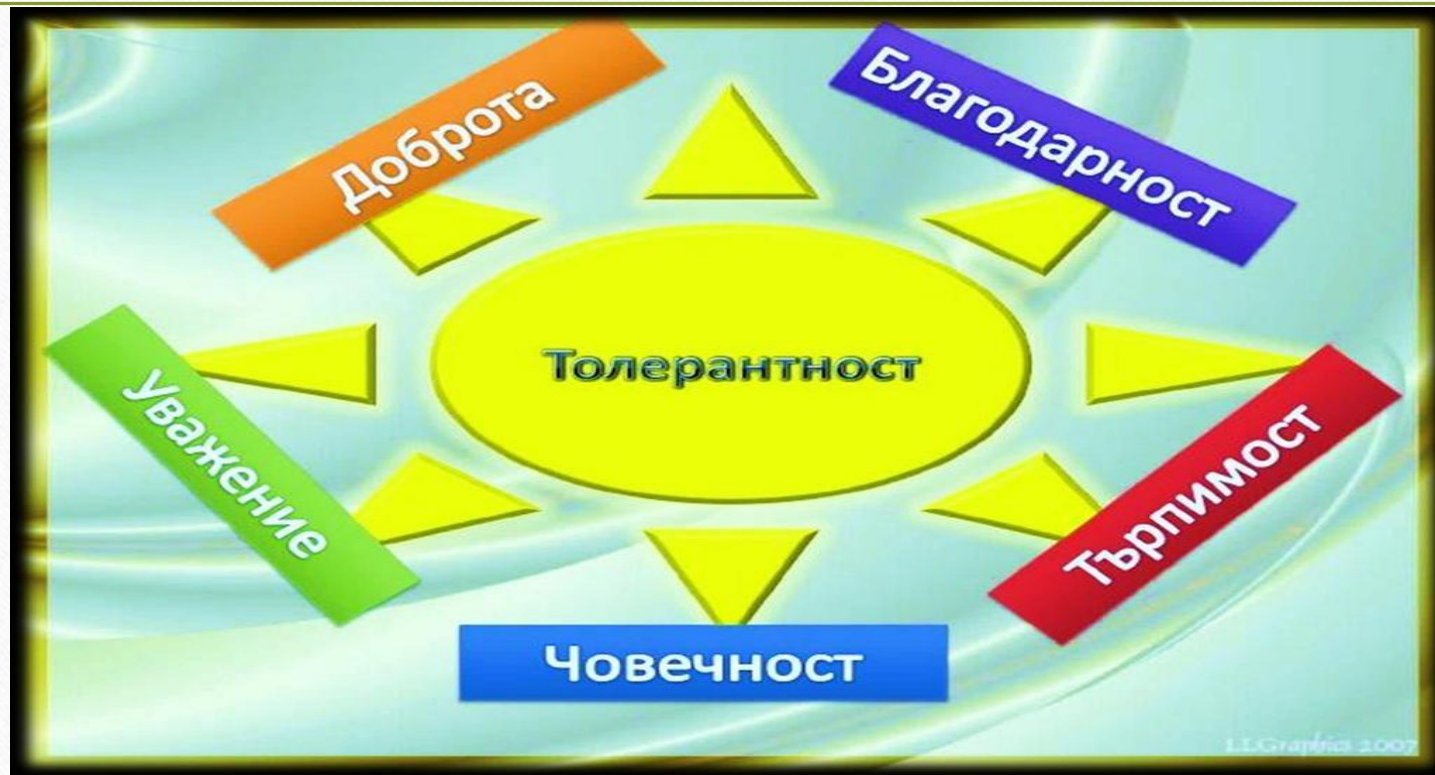 Доброта
Благодарност
Толерантност
Уважение
Търпимост
Човечност
LLGraphics 2007